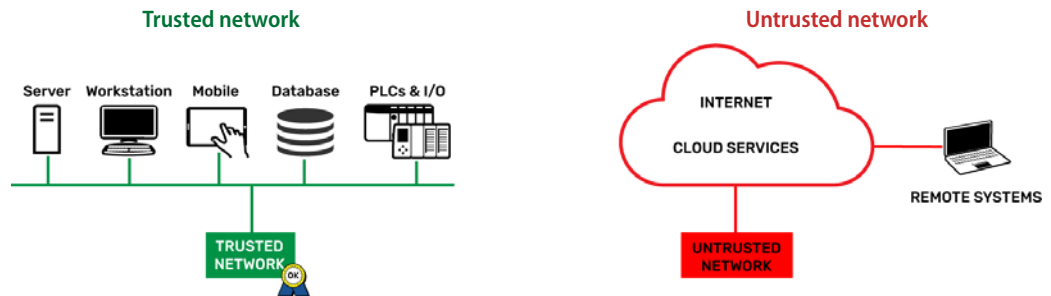 Trusted network
Untrusted network
Server Workstation Mobile Database PLCs & I/O
INTERNET
CLOUD SERVICES
REMOTE SYSTEMS
TRUSTED
NETWORK
OK
UNTRUSTED
NETWORK